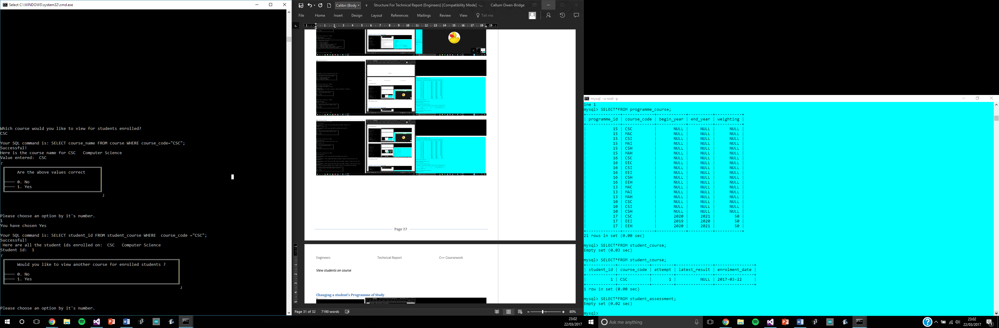 Select C:\WINDOWS\system32\cmd.exe
Which course would you like to view for students enrolled?
CSC
Your SQL command is: SELECT course_name FROM course WHERE course_code="CSC";
Successful!
Here is the course name for CSC   Computer Science
Value entered:  CSC
Are the above values correct
0. No
1. Yes
Please choose an option by it's number.
1
You have chosen Yes
Your SQL command is: SELECT student_id FROM student_course WHERE  course_code ="CSC";
Successful!
Here are all the student ids enrolled on:  CSC   Computer Science
Student id:  1
Would you like to view another course for enrolled students ?
0. No
1. Yes
Please choose an option by it's number.
Calibri (Body
Structure For Technical Report (Engineers) [Compatibility Mode] -...
Callum Owen-Bridge
File Home Insert Design Layout References Mailings Review View Tell me
Page 27
Engineers Technical Report C++ Coursework
View students on course
Changing a student's Programme of Study
Page 31 of 32 7190 words 80%
23:02
22/03/2017
mysql -u root -p
ine 1
mysql> SELECT*FROM programme_course;
| programme_id | course_code | begin_year | end_year | weighting |
| 15 | CSC | NULL | NULL | NULL |
| 15 | MAC | NULL | NULL | NULL |
| 15 | CSI | NULL | NULL | NULL |
| 15 | MAI | NULL | NULL | NULL |
| 15 | CSH | NULL | NULL | NULL |
| 15 | MAH | NULL | NULL | NULL |
| 16 | CSC | NULL | NULL | NULL |
| 16 | EEC | NULL | NULL | NULL |
| 16 | CSI | NULL | NULL | NULL |
| 16 | EEI | NULL | NULL | NULL |
| 16 | CSH | NULL | NULL | NULL |
| 16 | EEH | NULL | NULL | NULL |
| 13 | MAC | NULL | NULL | NULL |
| 13 | MAI | NULL | NULL | NULL |
| 13 | MAH | NULL | NULL | NULL |
| 10 | CSC | NULL | NULL | NULL |
| 10 | CSI | NULL | NULL | NULL |
| 10 | CSH | NULL | NULL | NULL |
| 17 | CSC | 2020 | 2021 | 50 |
| 17 | EEI | 2019 | 2020 | 50 |
| 17 | EEH | 2020 | 2021 | 50 |
21 rows in set (0.00 sec)
mysql> SELECT*FROM student_course;
Empty set (0.03 sec)
mysql> SELECT*FROM student_course;
| student_id | course_code | attempt | latest_result | enrolment_date |
| 1 | CSC | 1 | NULL | 2017-03-22 |
1 row in set (0.00 sec)
mysql> SELECT*FROM student_assessment;
Empty set (0.02 sec)
mysql>
Ask me anything
23:02
22/03/2017